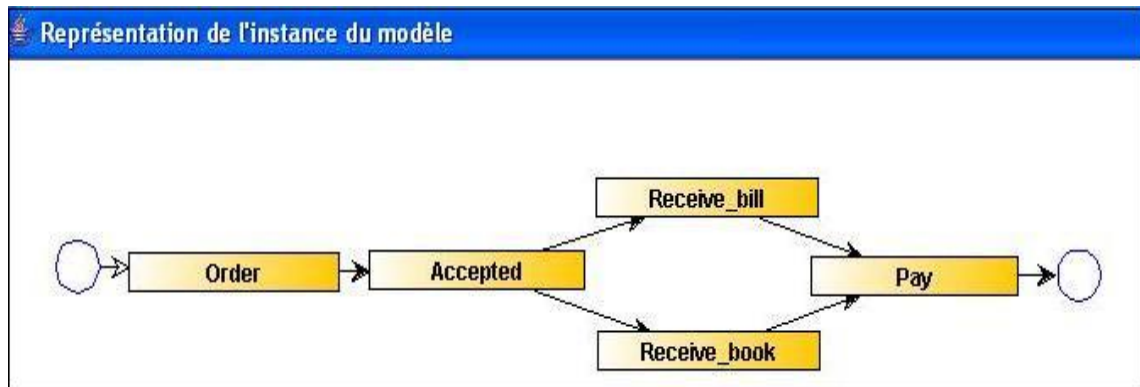 Représentation de l'instance du modèle
Receive_bill
Order
Accepted
Pay
Receive_book